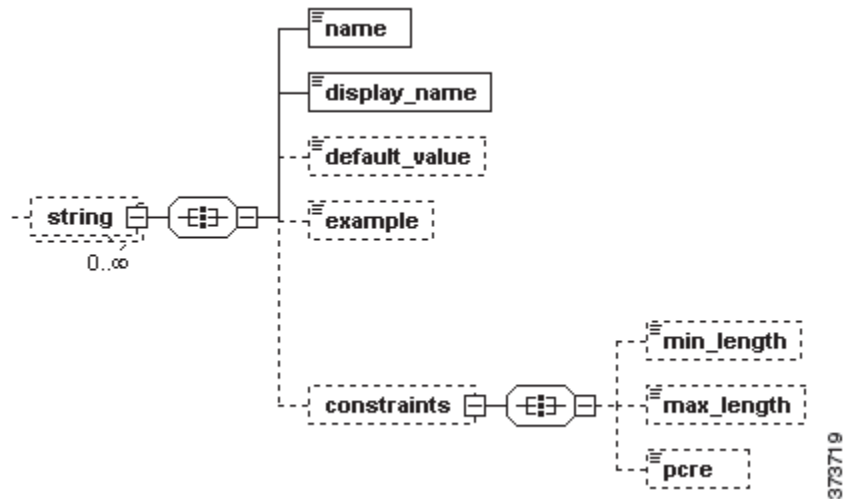 name
display_name
default_value
string
0..∞
example
constraints
min_length
max_length
pcre
373719